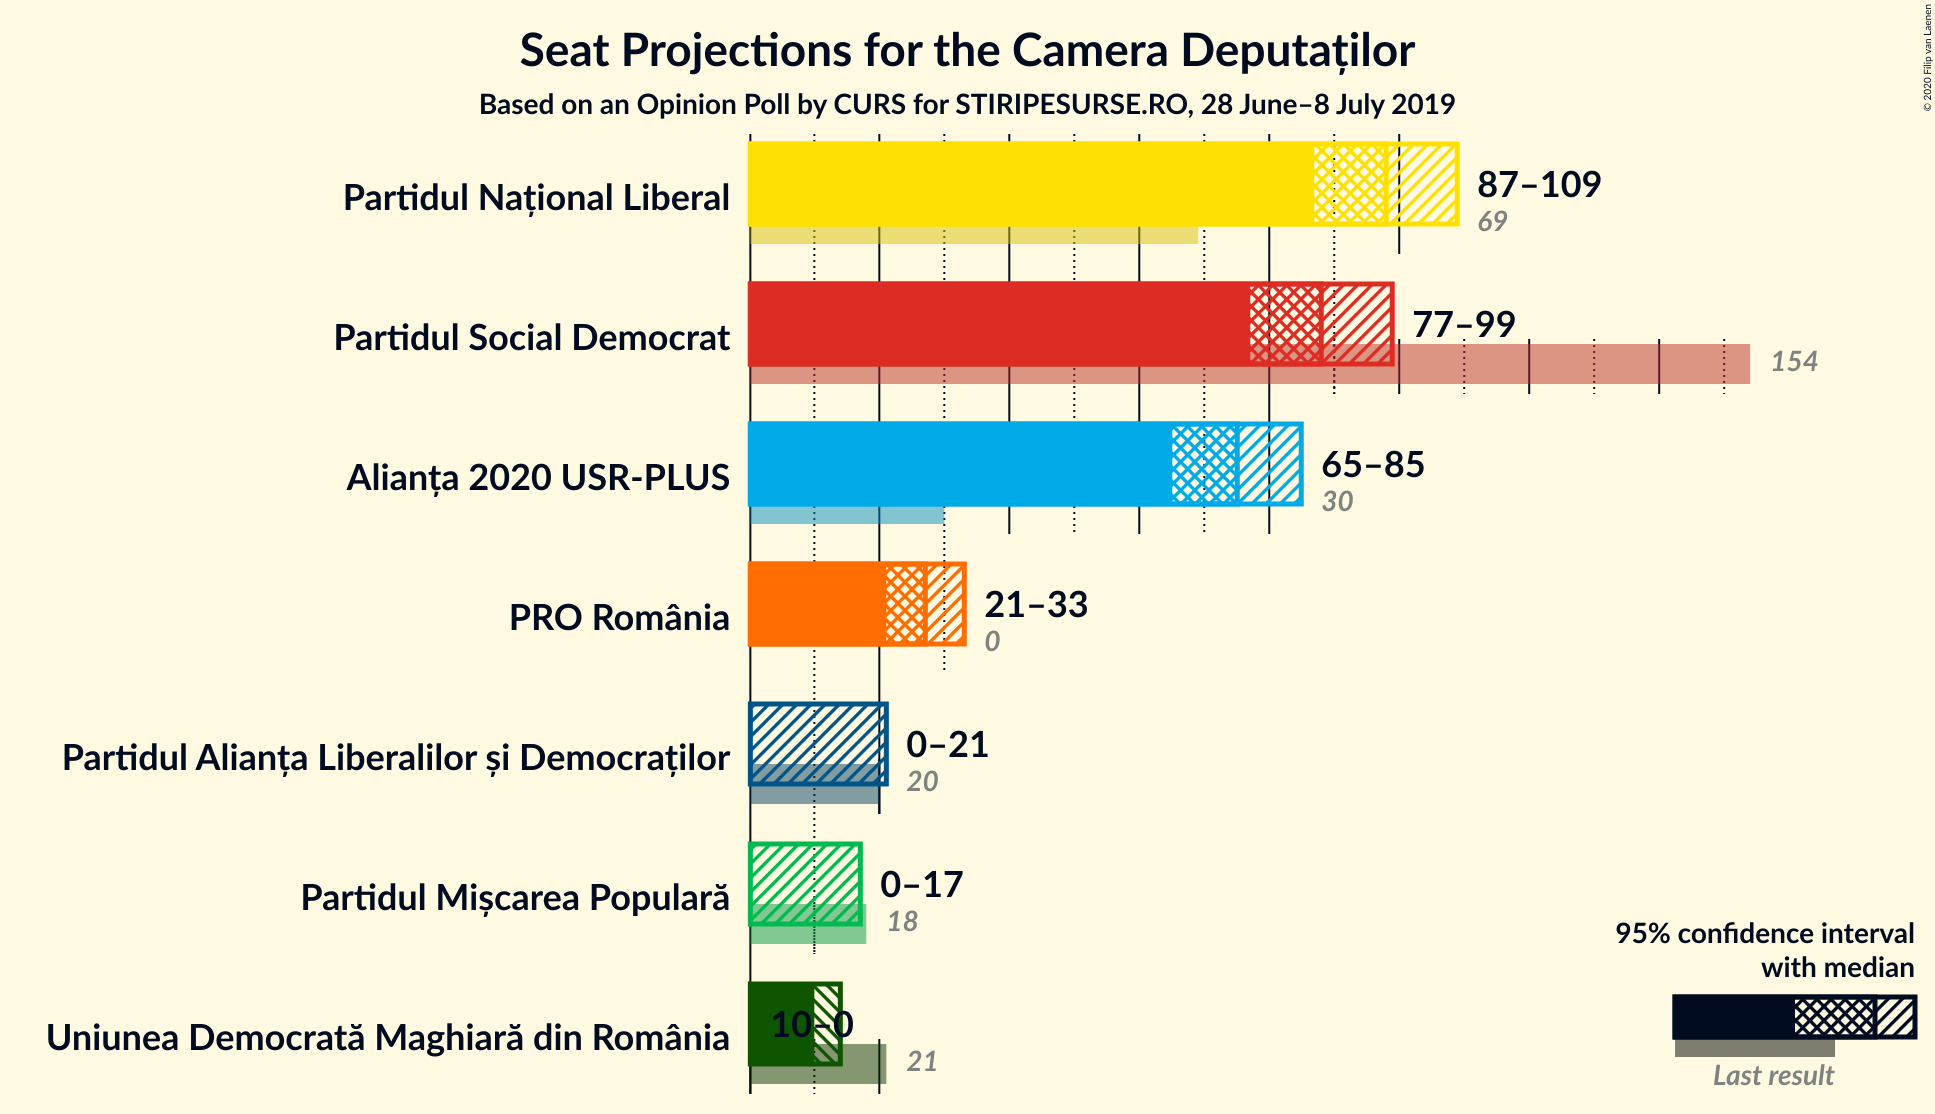 Seat Projections for the Camera Deputaților
Based on an Opinion Poll by CURS for STIRIPESURSE.RO, 28 June–8 July 2019
© 2020 Filip van Laenen
Partidul Național Liberal
87–109
69
Partidul Social Democrat
77–99
154
Alianța 2020 USR-PLUS
65–85
30
PRO România
21–33
0
Partidul Alianța Liberalilor și Democraților
0–21
20
Partidul Mișcarea Populară
0–17
18
Uniunea Democrată Maghiară din România
10–0
21
95% confidence interval
with median
Last result